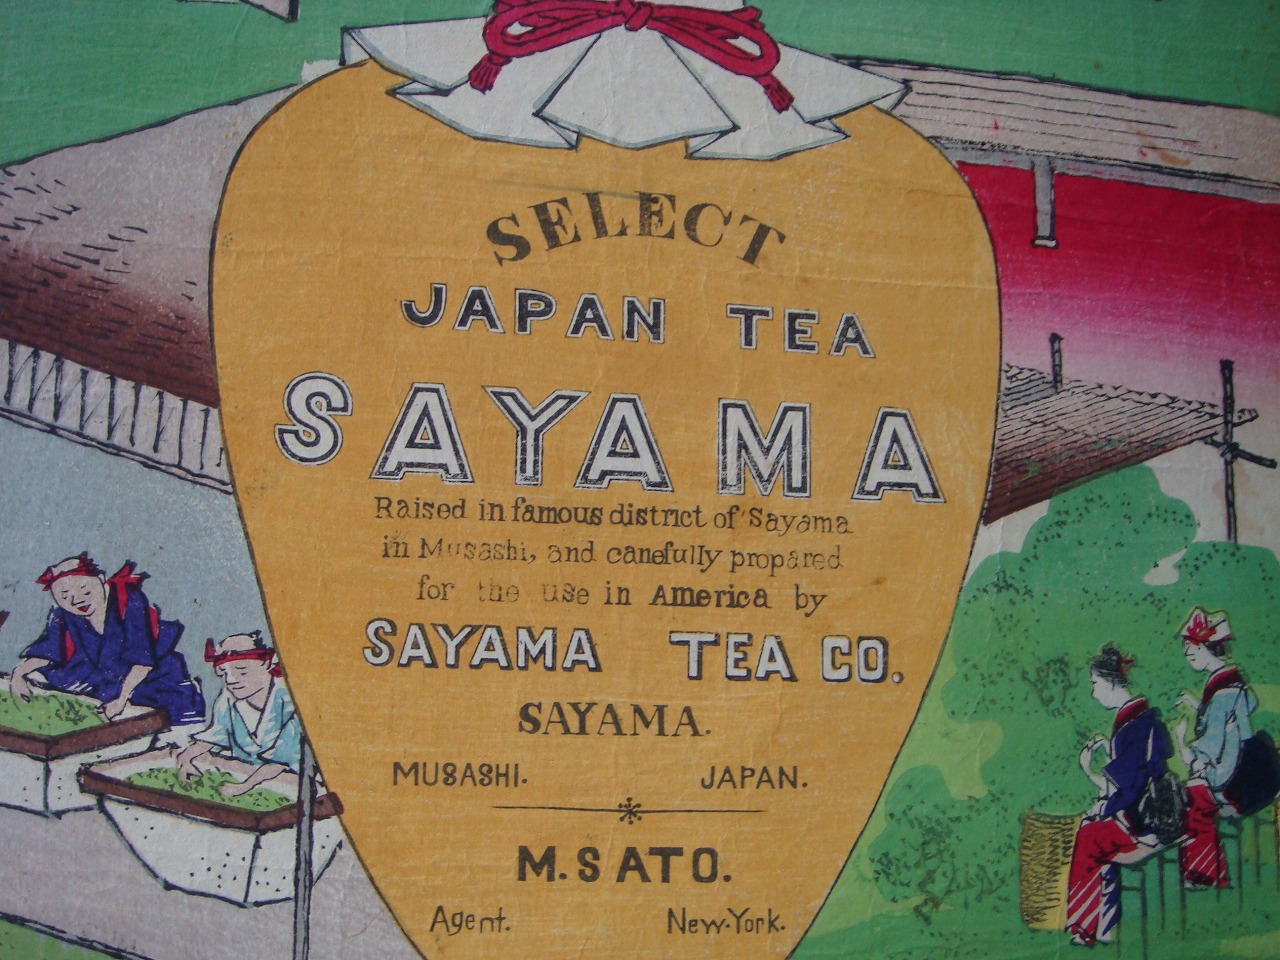 SELECT
JAPAN TEA
SAYAMA
Raised in famous district of Sayama
in Musashi, and canefully propared
for the use in America by
SAYAMA TEA CO.
SAYAMA.
MUSASHI. JAPAN.
M. SATO.
Agent. New-York.